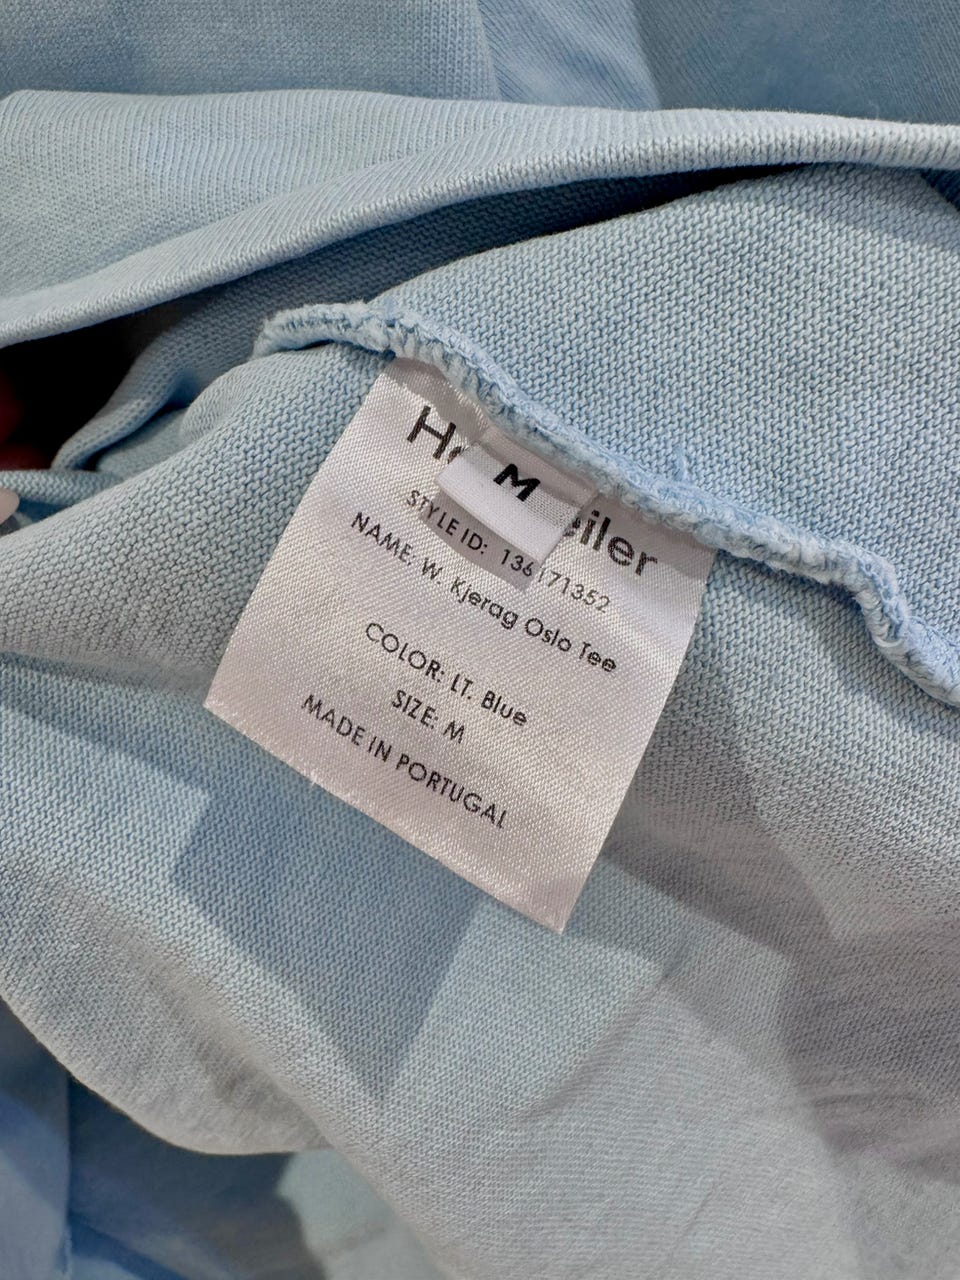 M
STYLE ID: 136171352
NAME: W. Kjerag Oslo Tee
COLOR: LT. Blue
SIZE: M
MADE IN PORTUGAL